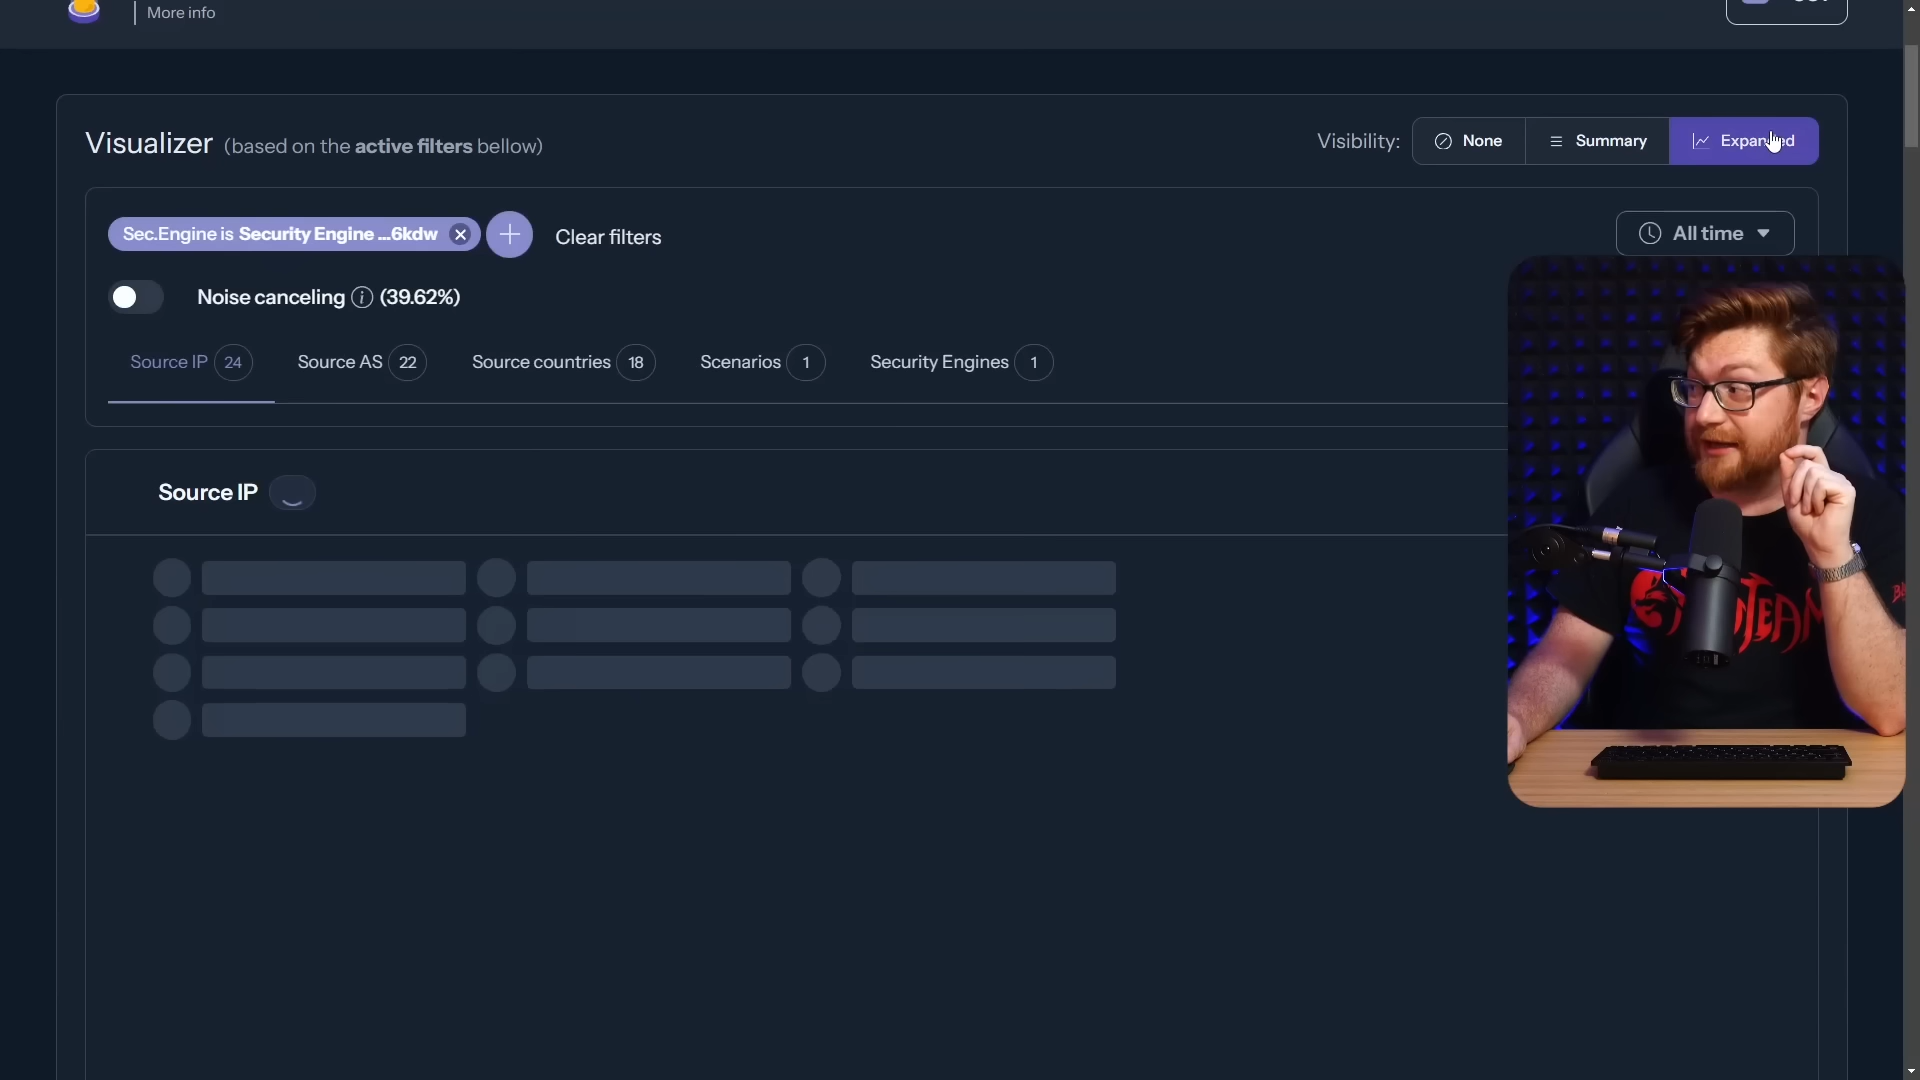 More info
Visualizer (based on the active filters bellow)
Visibility: None Summary Expanded
Sec.Engine is Security Engine ...6kdw
Clear filters
All time
Noise canceling (39.62%)
Source IP 24 Source AS 22 Source countries 18 Scenarios 1 Security Engines 1
Source IP